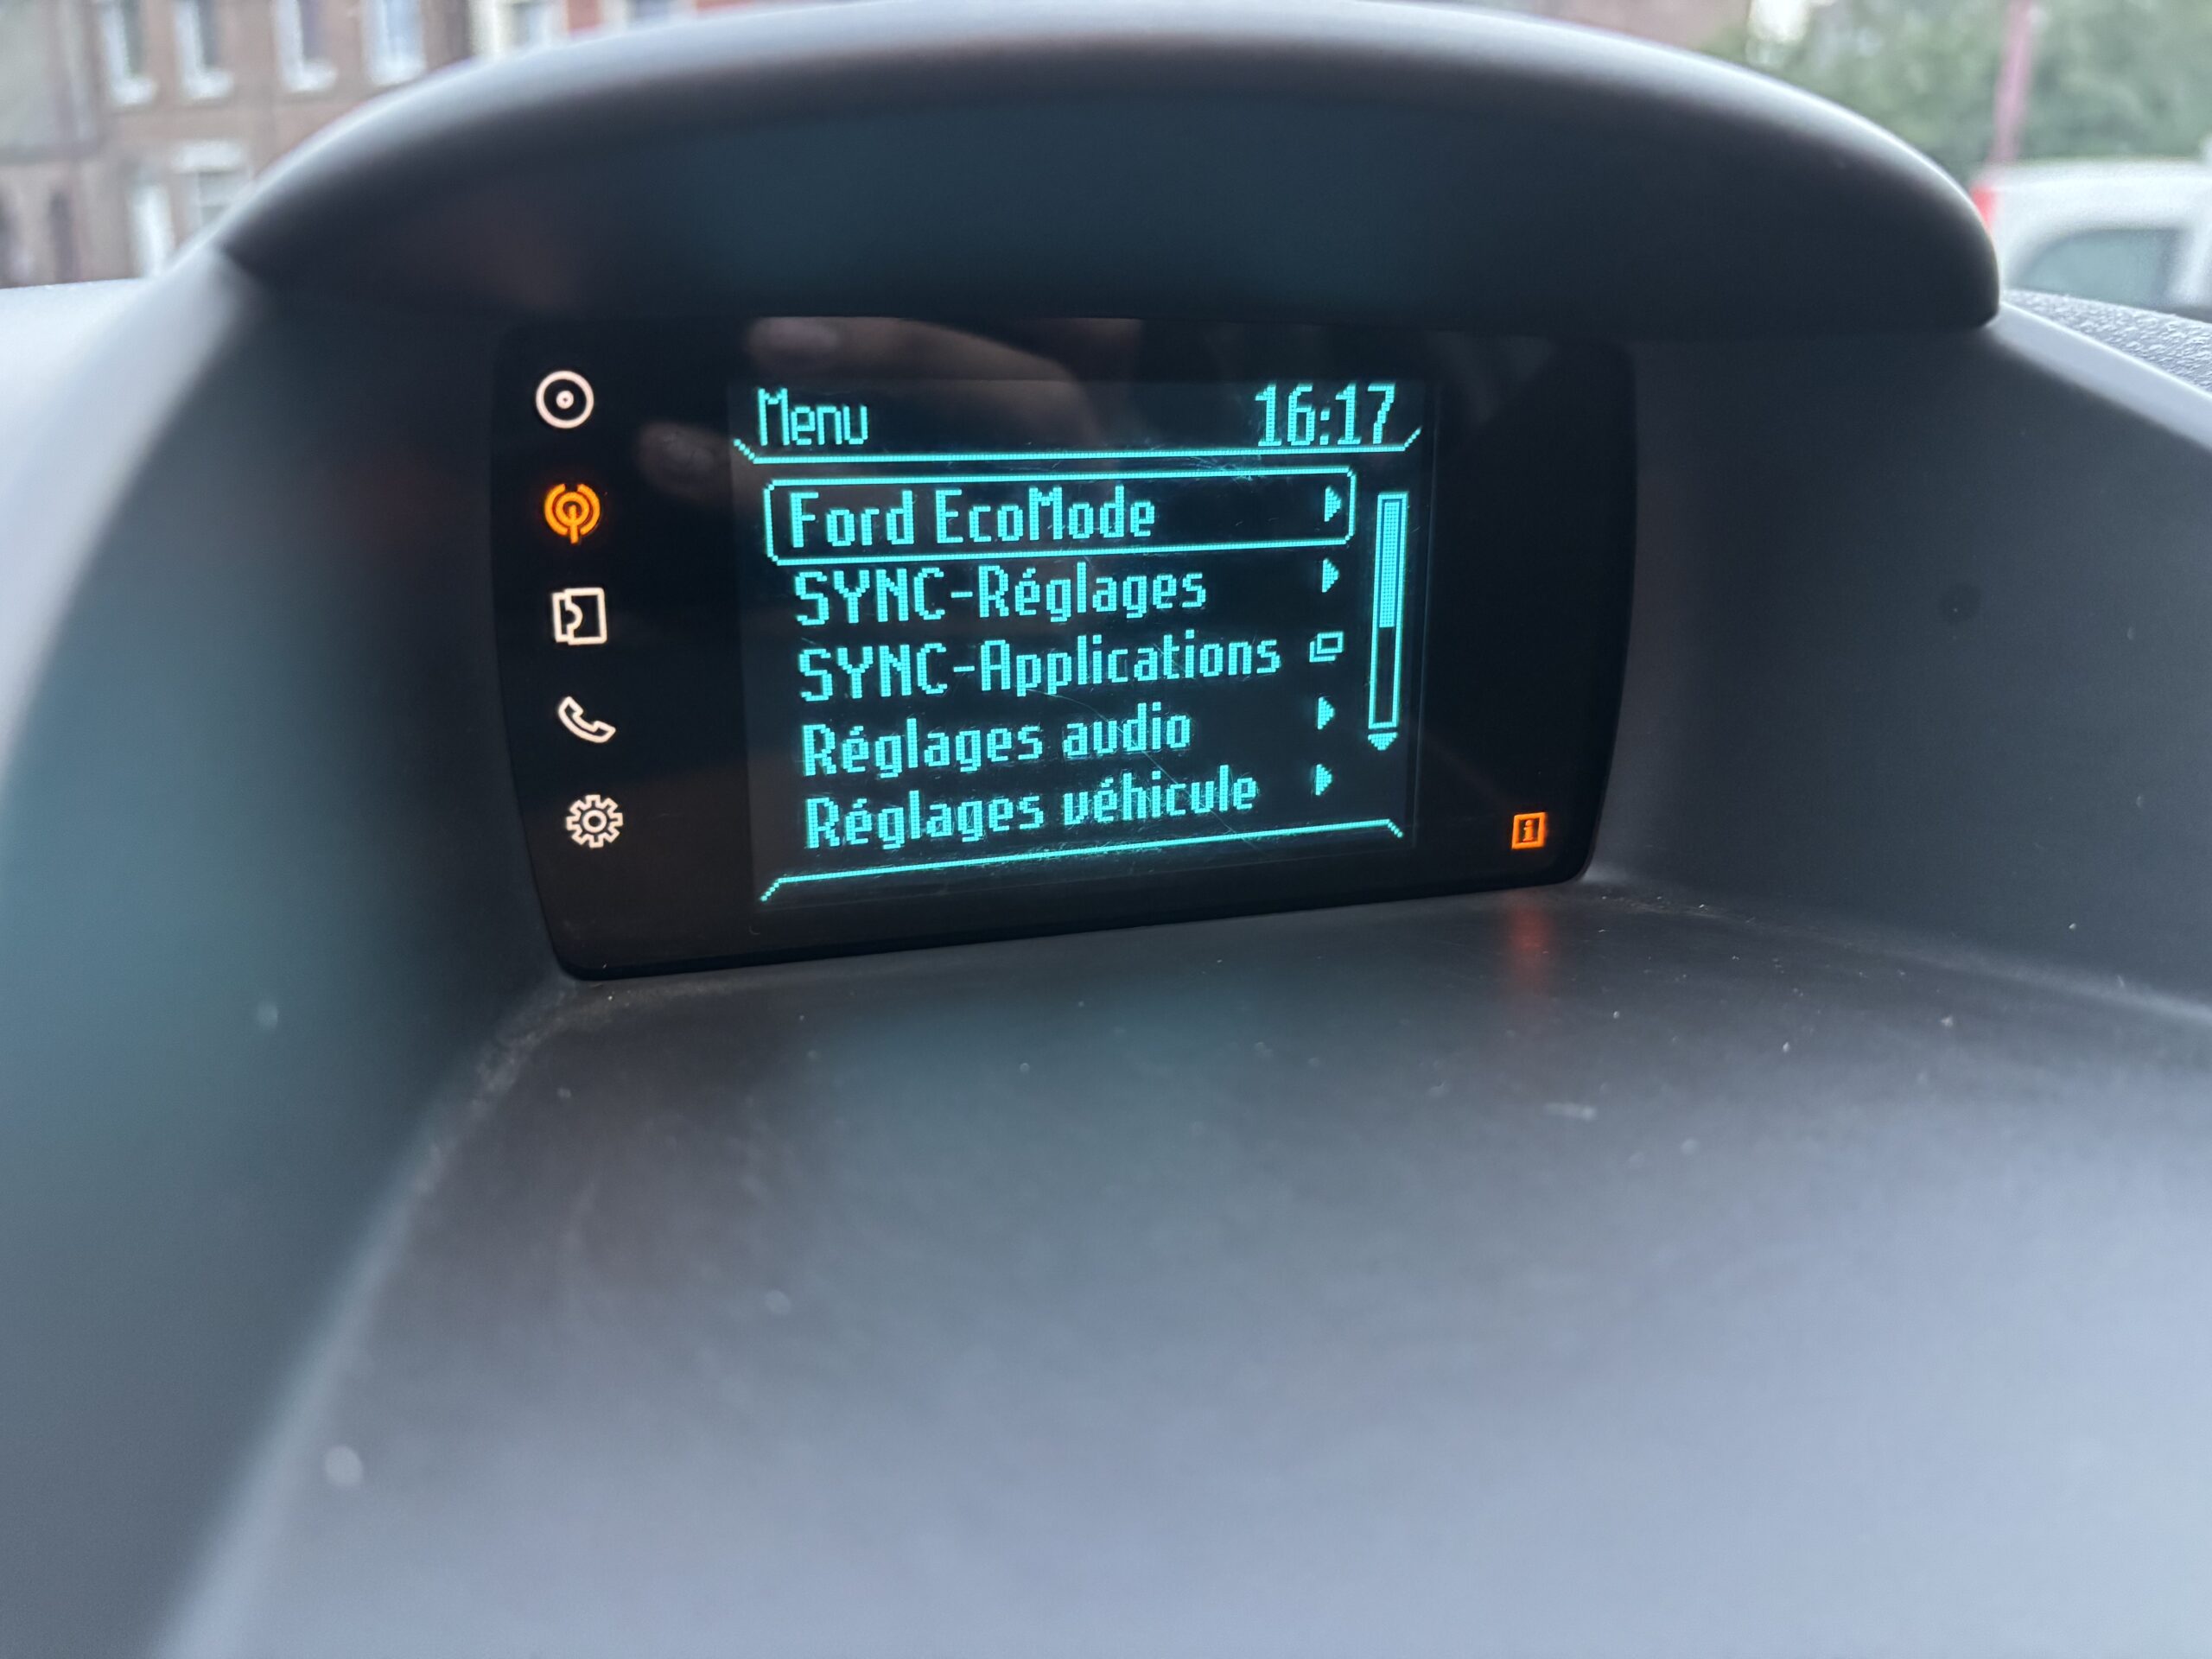 Menu 16:17
Ford EcoMode
SYNC-Réglages
SYNC-Applications
Réglages audio
Réglages véhicule
i